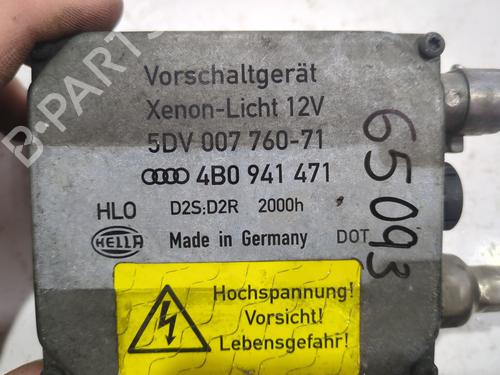 Vorschaltgerät
Xenon-Licht 12V
5DV 007 760-71
4B0 941 471
HLO D2S:D2R 2000h
HELLA Made in Germany DOT
65093
Hochspannung!
Vorsicht!
Lebensgefahr!
B-PARTS